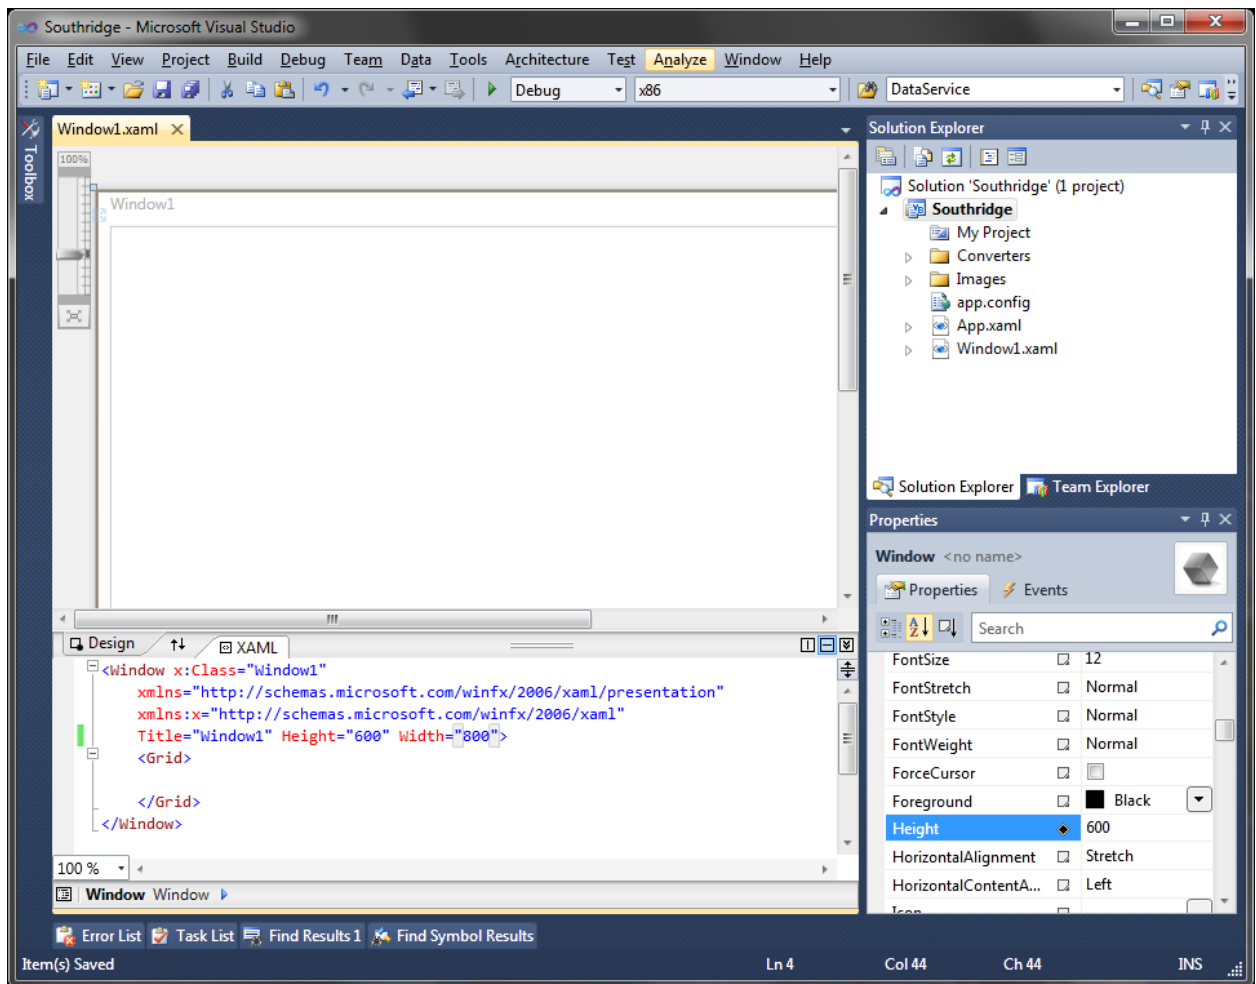 Southridge - Microsoft Visual Studio
File Edit View Project Build Debug Team Data Tools Architecture Test Analyze Window Help
Debug x86 DataService
Toolbox
Window1.xaml
100%
Window1
Design XAML
<Window x:Class="Window1"
xmlns="http://schemas.microsoft.com/winfx/2006/xaml/presentation"
xmlns:x="http://schemas.microsoft.com/winfx/2006/xaml"
Title="Window1" Height="600" Width="800">
<Grid>
</Grid>
</Window>
100 %
Window Window
Solution Explorer
Solution 'Southridge' (1 project)
Southridge
My Project
Converters
Images
app.config
App.xaml
Window1.xaml
Solution Explorer Team Explorer
Properties
Window <no name>
Properties Events
Search
FontSize 12
FontStretch Normal
FontStyle Normal
FontWeight Normal
ForceCursor
Foreground Black
Height 600
HorizontalAlignment Stretch
HorizontalContentA... Left
Icon
Error List Task List Find Results 1 Find Symbol Results
Item(s) Saved Ln 4 Col 44 Ch 44 INS